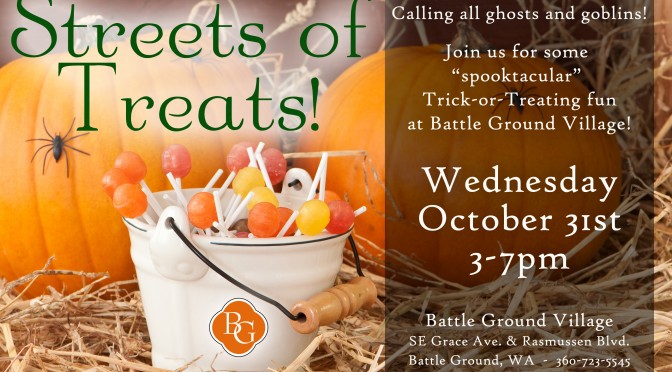 Streets of
Treats!
BG
Calling all ghosts and goblins!
Join us for some
“spooktacular”
Trick-or-Treating fun
at Battle Ground Village!
Wednesday
October 31st
3-7pm
Battle Ground Village
SE Grace Ave. & Rasmussen Blvd.
Battle Ground, WA - 360-723-5545